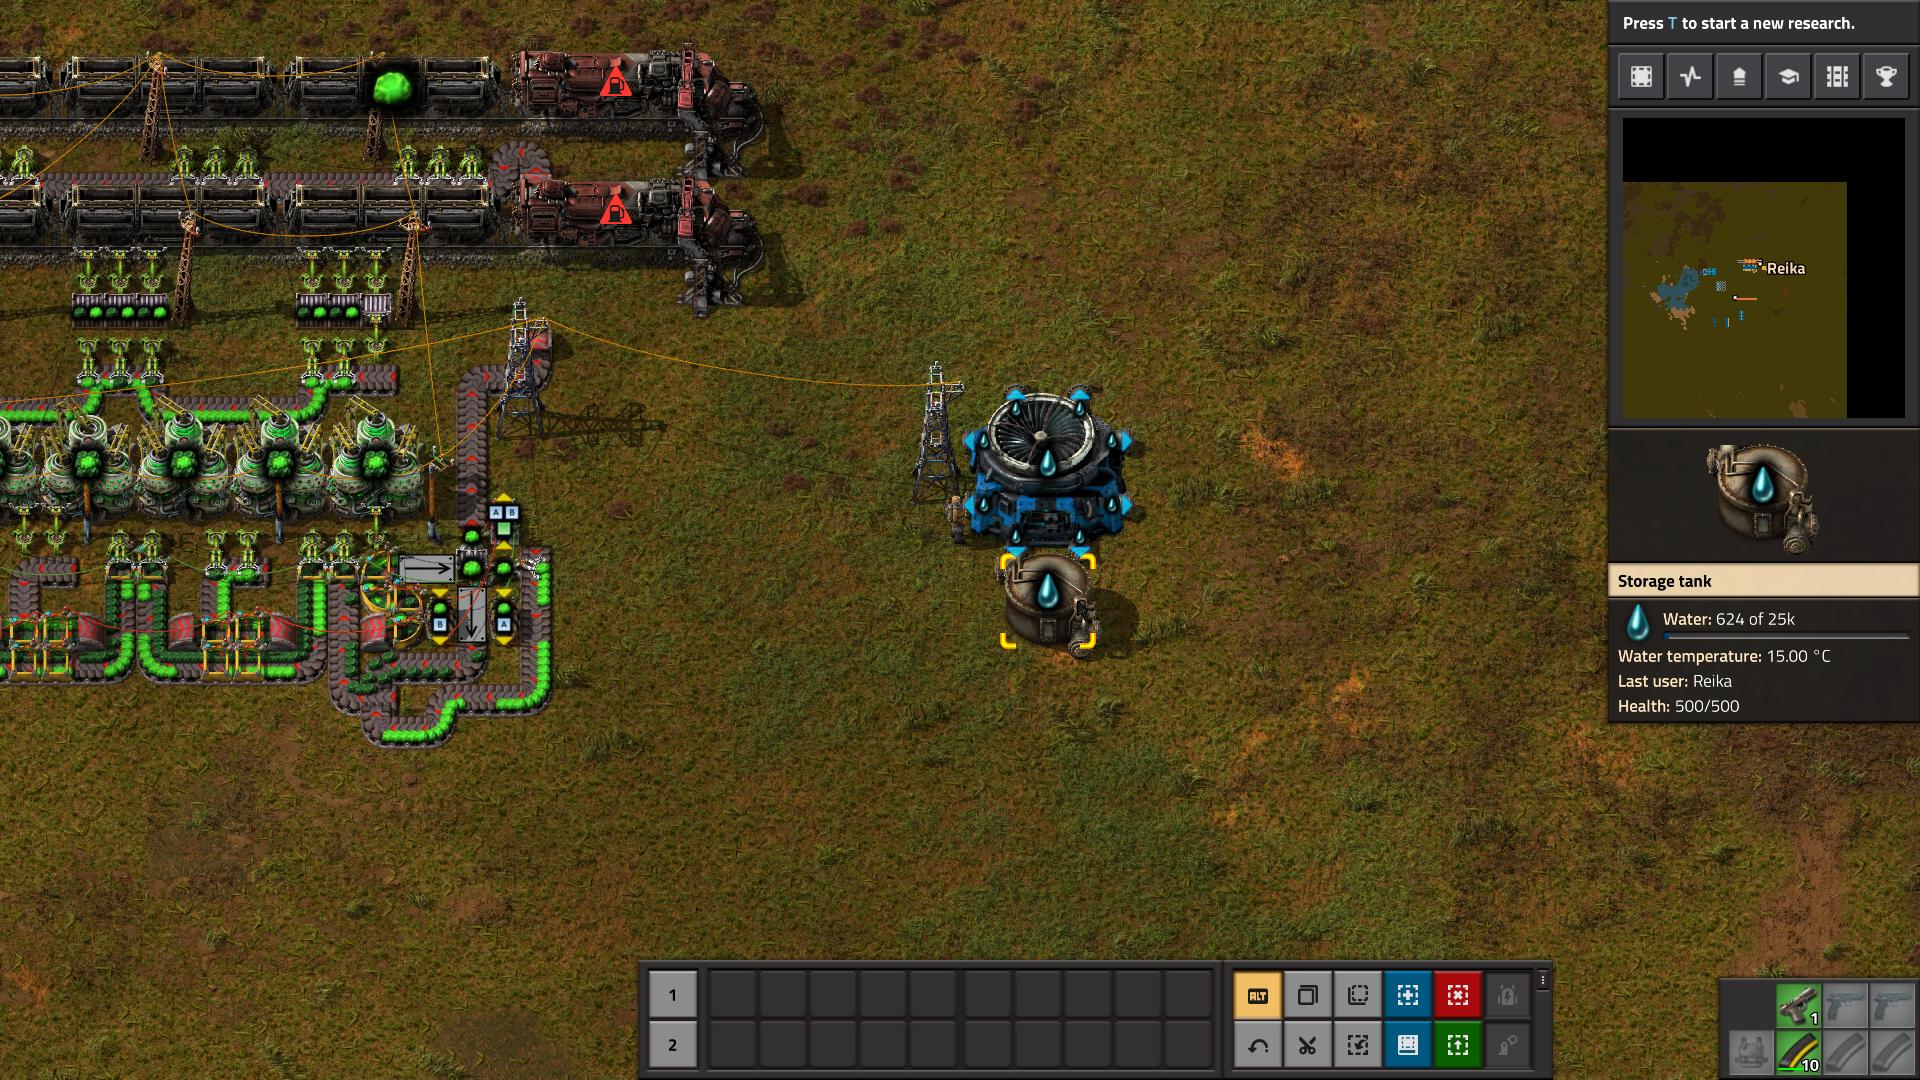 Press T to start a new research.
Reika
A B
B
A
Storage tank
Water: 624 of 25k
Water temperature: 15.00 °C
Last user: Reika
Health: 500/500
1
ALT
2
1
10